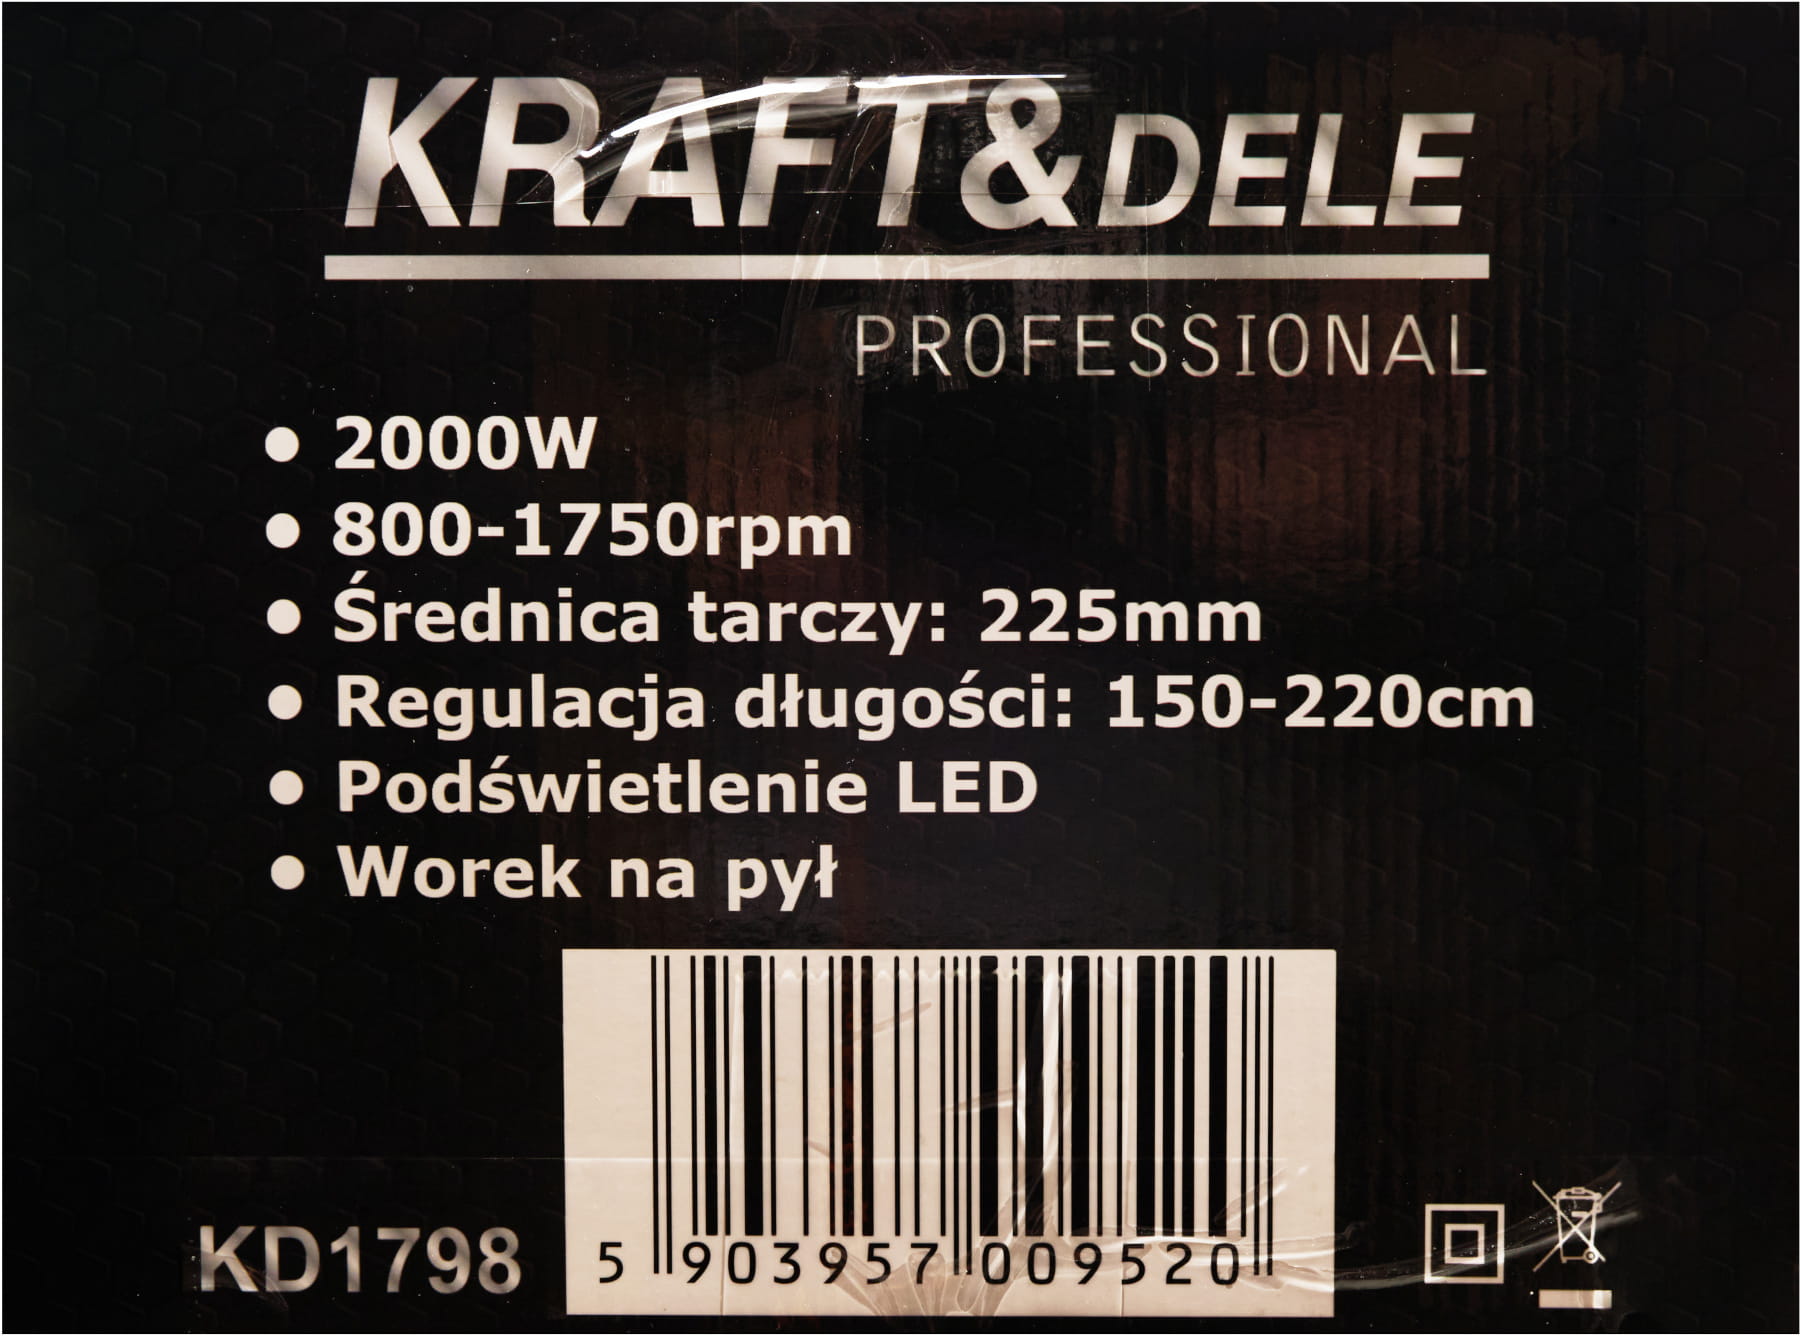 KRAFT&DELE
PROFESSIONAL
● 2000W
● 800-1750rpm
● Średnica tarczy: 225mm
● Regulacja długości: 150-220cm
● Podświetlenie LED
● Worek na pył
KD1798
5 903957 009520